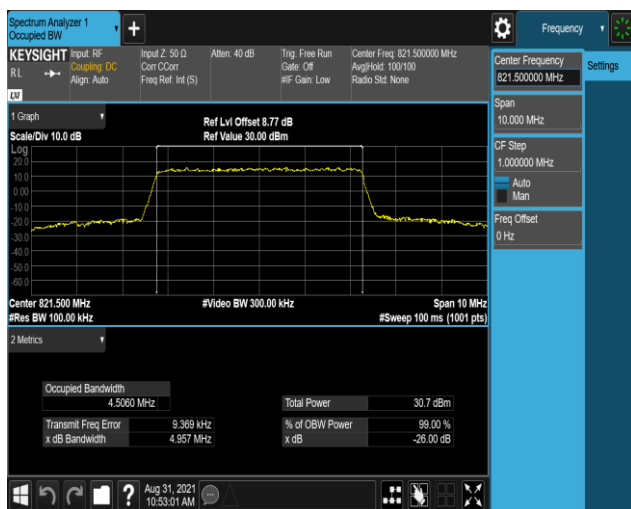 Spectrum Analyzer 1
Occupied BW
Frequency
KEYSIGHT
RL
Input: RF
Coupling: DC
Align: Auto
Input Z: 50 Ω
Corr CCorr
Freq Ref: Int (S)
Atten: 40 dB
Trig: Free Run
Gate: Off
#IF Gain: Low
Center Freq: 821.500000 MHz
Avg|Hold: 100/100
Radio Std: None
LXI
Center Frequency
821.500000 MHz
Settings
Span
10.000 MHz
CF Step
1.000000 MHz
Auto
Man
Freq Offset
0 Hz
1 Graph
Scale/Div 10.0 dB
Ref Lvl Offset 8.77 dB
Ref Value 30.00 dBm
Log
20.0
10.0
0.00
-10.0
-20.0
-30.0
-40.0
-50.0
-60.0
Center 821.500 MHz
#Res BW 100.00 kHz
#Video BW 300.00 kHz
Span 10 MHz
#Sweep 100 ms (1001 pts)
2 Metrics
Occupied Bandwidth
4.5060 MHz
Total Power 30.7 dBm
Transmit Freq Error 9.369 kHz
% of OBW Power 99.00 %
x dB Bandwidth 4.957 MHz
x dB -26.00 dB
?
Aug 31, 2021
10:53:01 AM